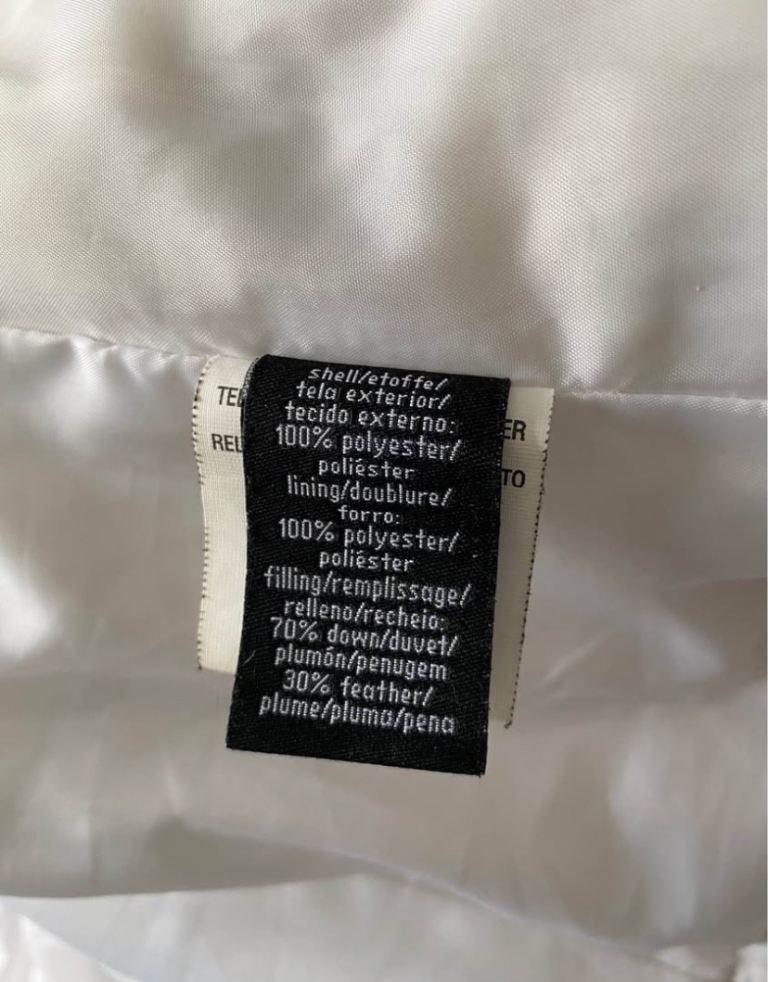 shell/etoffe/
tela exterior/
tecido externo:
100% polyester/
poliéster
lining/doublure/
forro:
100% polyester/
poliéster
filling/remplissage/
relleno/recheio:
70% down/duvet/
plumón/penugem
30% feather/
plume/pluma/pena